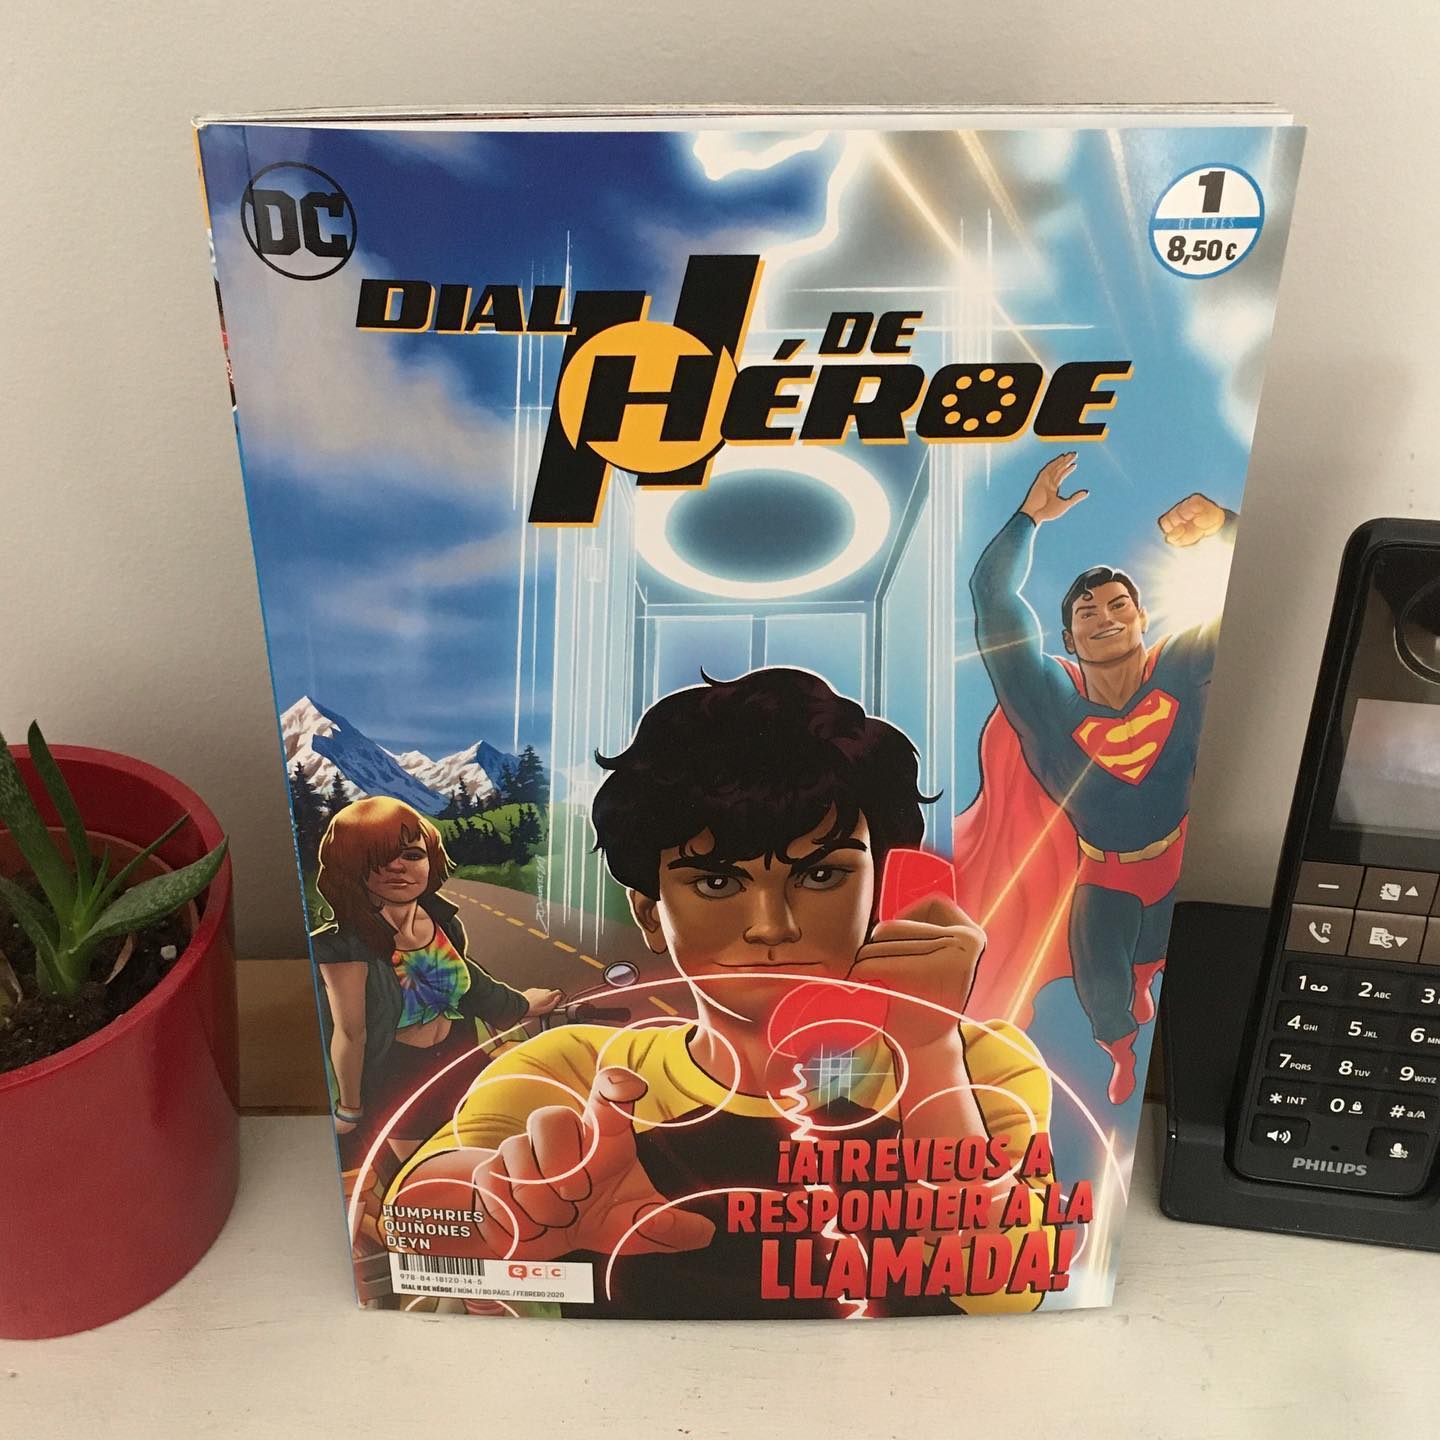 DC
1
DE TRES
8,50 €
DIAL H DE HÉROE
¡ATREVEOS A
RESPONDER A LA
LLAMADA!
HUMPHRIES
QUIÑONES
DEYN
978-84-18120-14-5
ecc
DIAL H DE HÉROE / NÚM. 1 / 80 PÁGS. / FEBRERO 2020
R
1
2 ABC
3
4 GHI
5 JKL
6 MN
7 PQRS
8 TUV
9 WXYZ
* INT
0
# a/A
PHILIPS